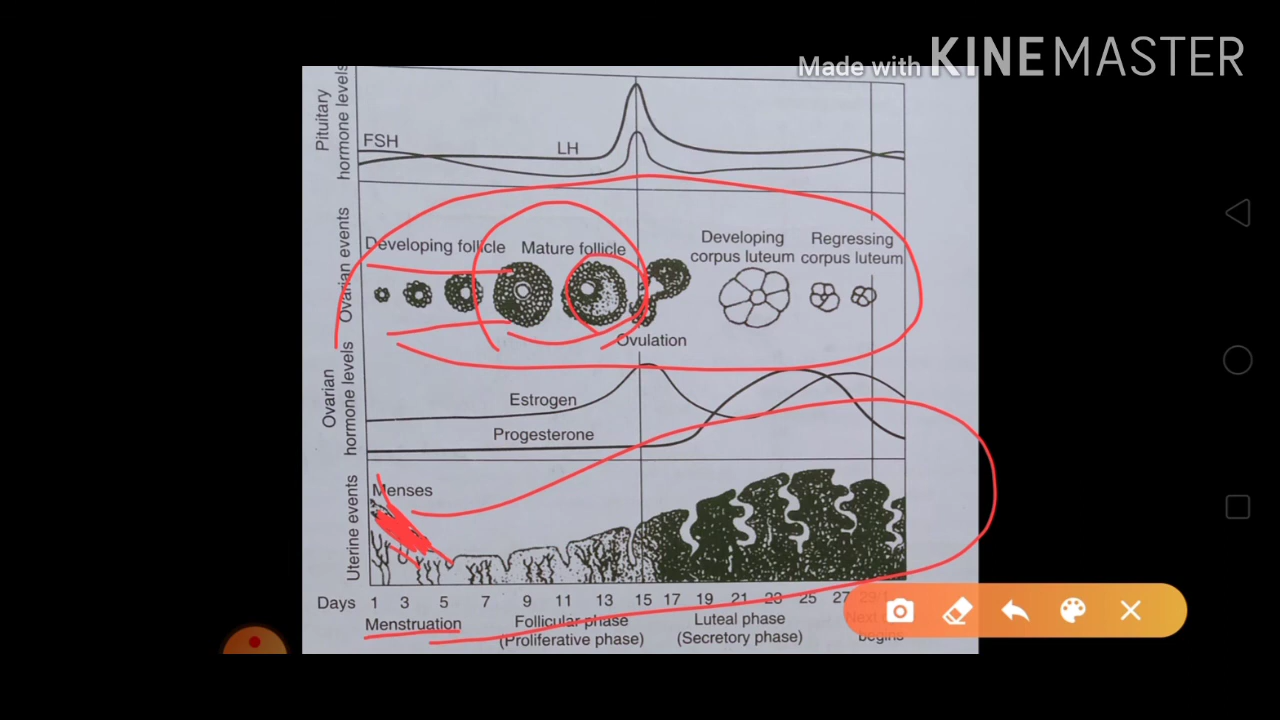 Made with KINEMASTER
Pituitary
hormone levels
FSH
LH
Ovarian events
Developing follicle
Mature follicle
Developing
corpus luteum
Regressing
corpus luteum
Ovulation
Ovarian
hormone levels
Estrogen
Progesterone
Uterine events
Menses
Days 1 3 5 7 9 11 13 15 17 19 21 23 25 27
Menstruation
Follicular phase
(Proliferative phase)
Luteal phase
(Secretory phase)
Next
begins